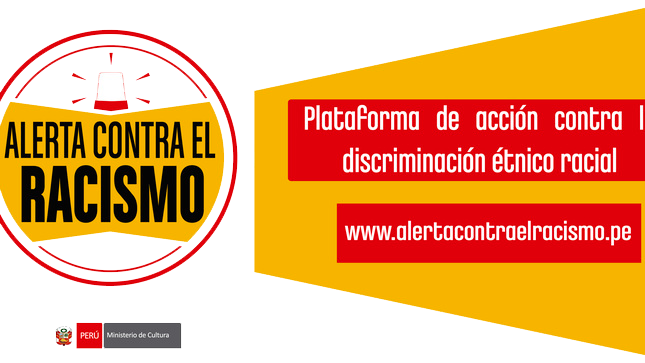 ALERTA CONTRA EL
RACISMO
Plataforma de acción contra l
discriminación étnico racial
www.alertacontraelracismo.pe
PERÚ Ministerio de Cultura